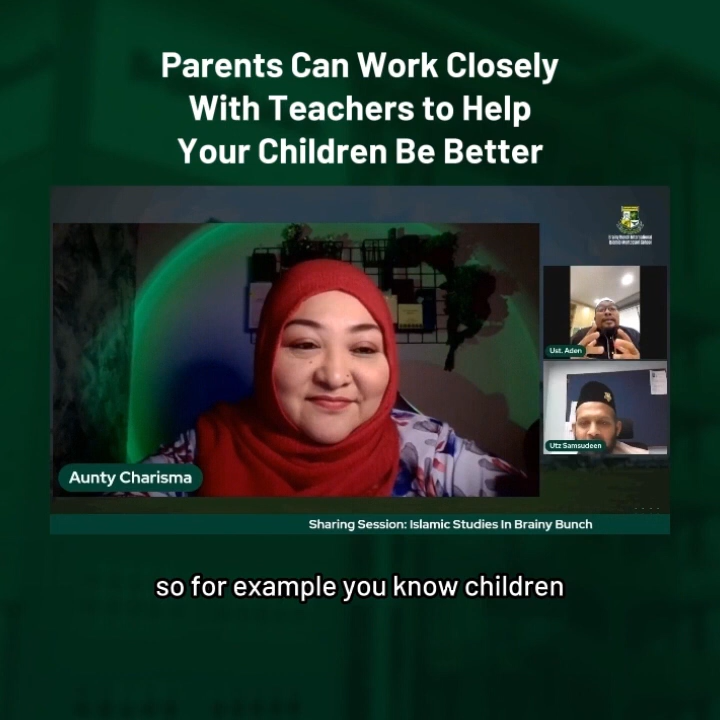 Parents Can Work Closely
With Teachers to Help
Your Children Be Better
Ust. Aden
Utz Samsudeen
Aunty Charisma
Sharing Session: Islamic Studies In Brainy Bunch
so for example you know children